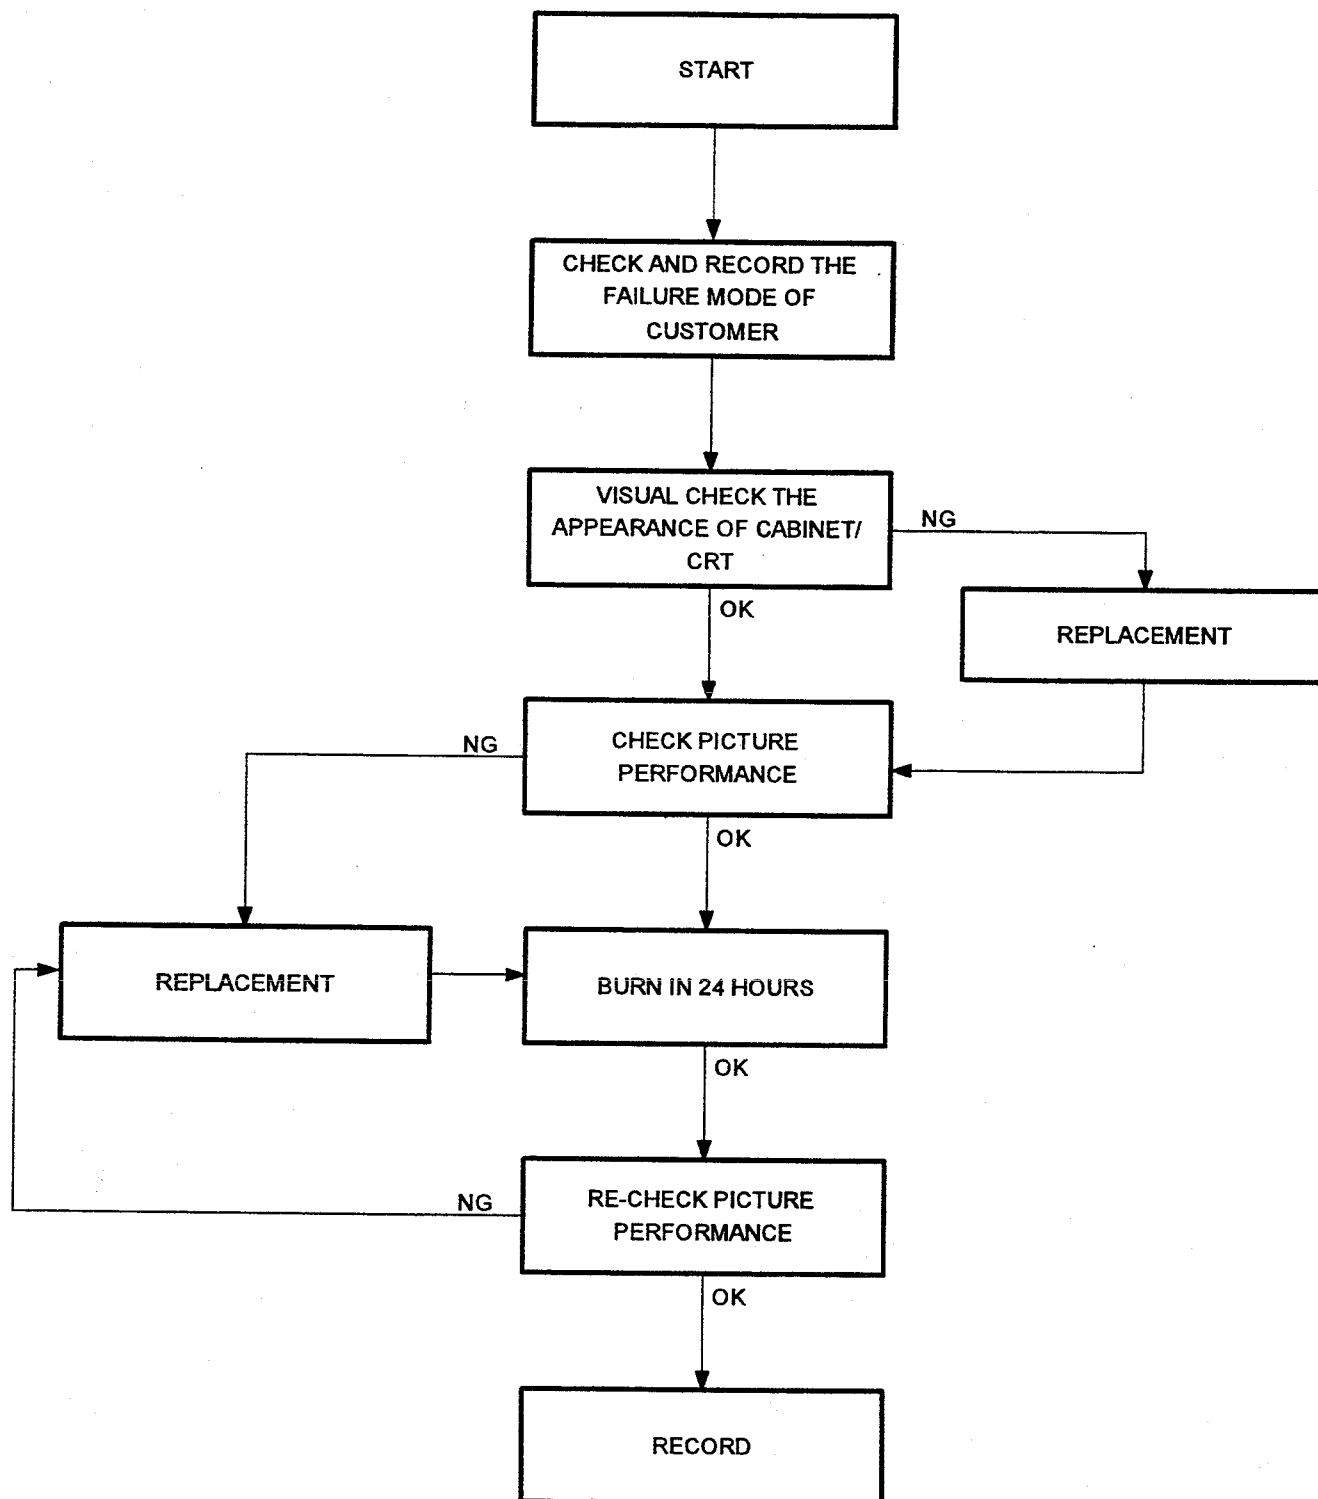 START
CHECK AND RECORD THE
FAILURE MODE OF
CUSTOMER
VISUAL CHECK THE
APPEARANCE OF CABINET/
CRT
NG
OK
REPLACEMENT
CHECK PICTURE
PERFORMANCE
NG
OK
REPLACEMENT
BURN IN 24 HOURS
OK
RE-CHECK PICTURE
PERFORMANCE
NG
OK
RECORD